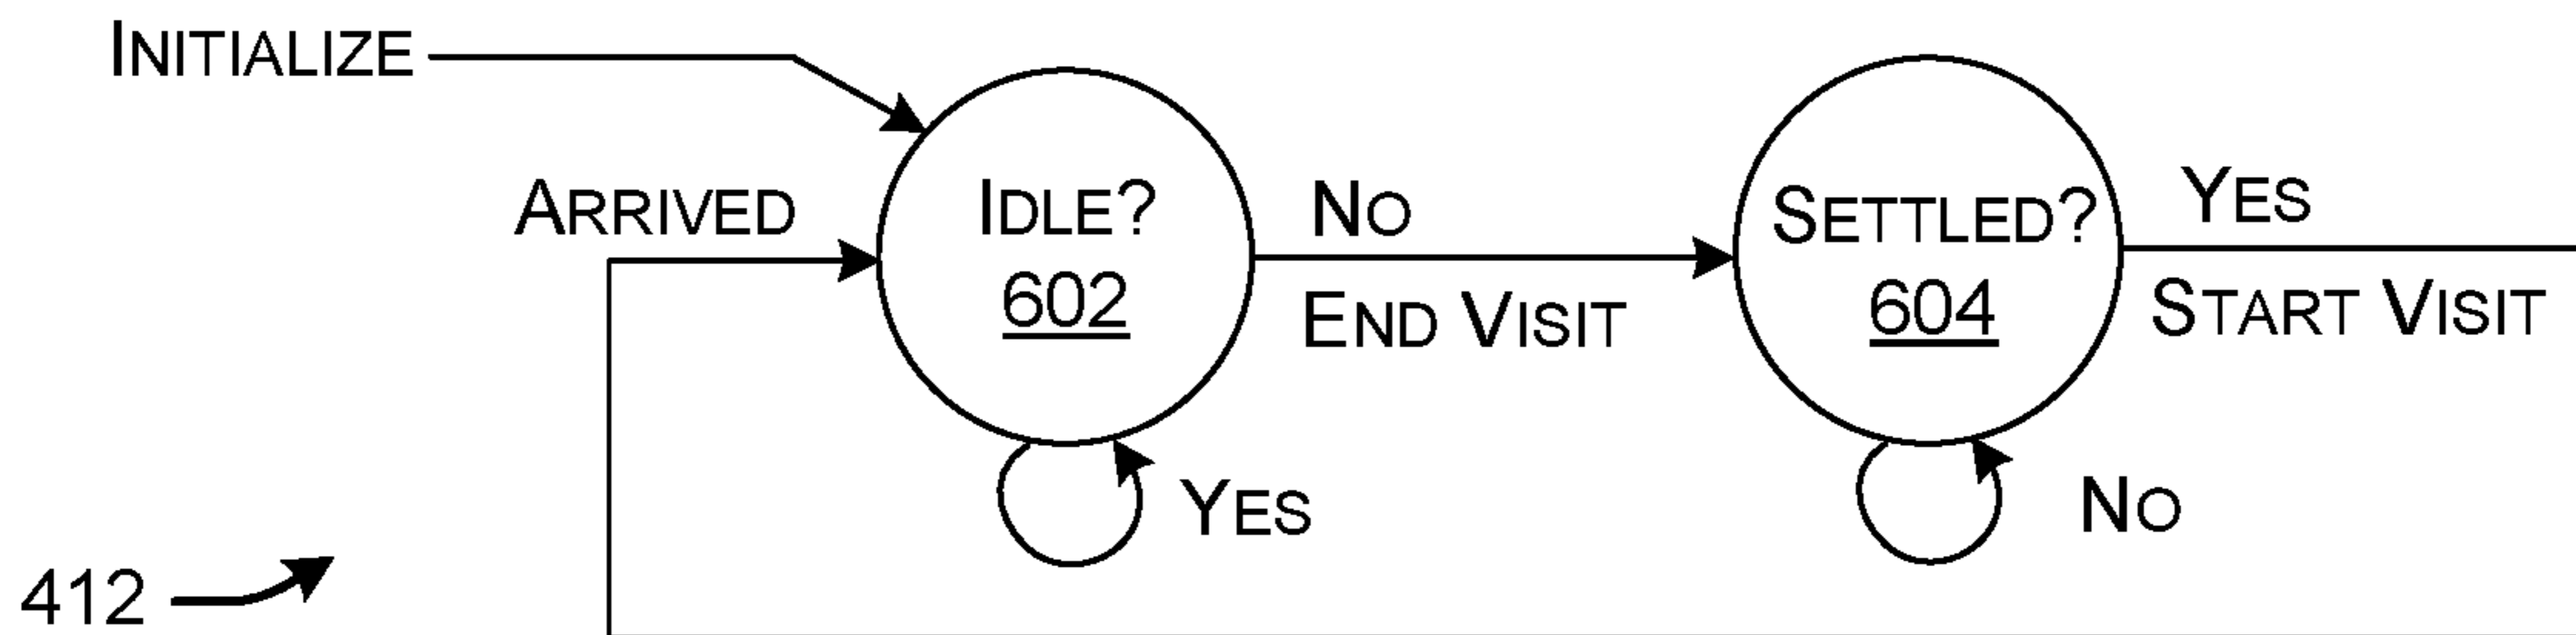 INITIALIZE
ARRIVED
IDLE?
602
NO
END VISIT
SETTLED?
604
YES
START VISIT
YES
NO
412